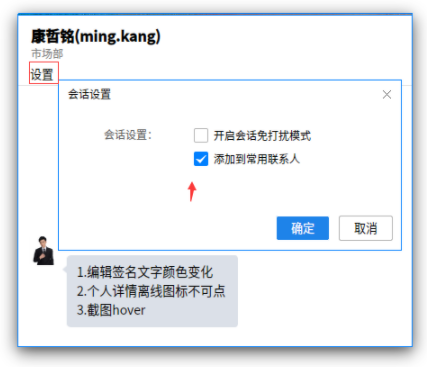 康哲铭(ming.kang)
市场部
设置
会话设置
会话设置：
开启会话免打扰模式
添加到常用联系人
确定
取消
1.编辑签名文字颜色变化
2.个人详情离线图标不可点
3.截图hover